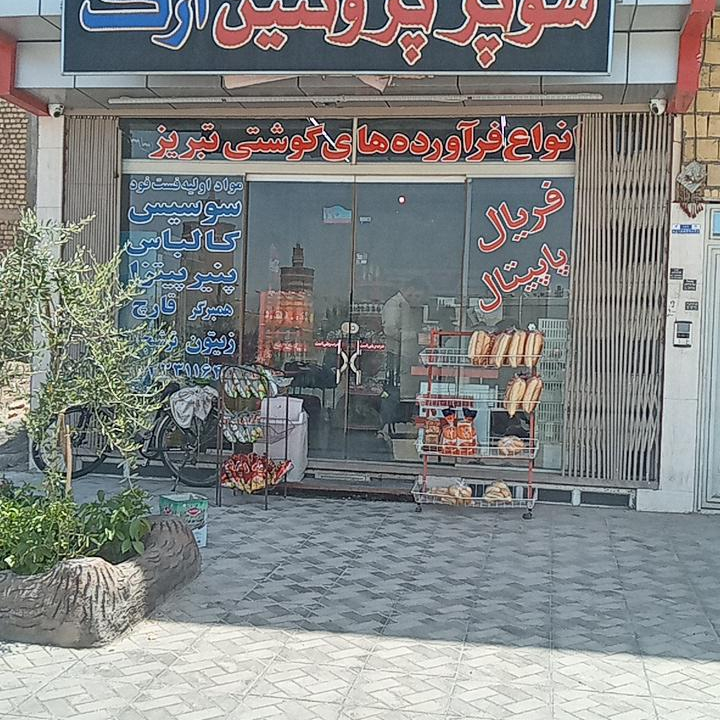 سوپر پروتئین ارک
انواع فرآورده‌های گوشتی تبریز
مواد اولیه فست فود
سوسیس
کالباس
پنیر پیتزا
همبرگر قارچ
زیتون
فریال
پاپیتال